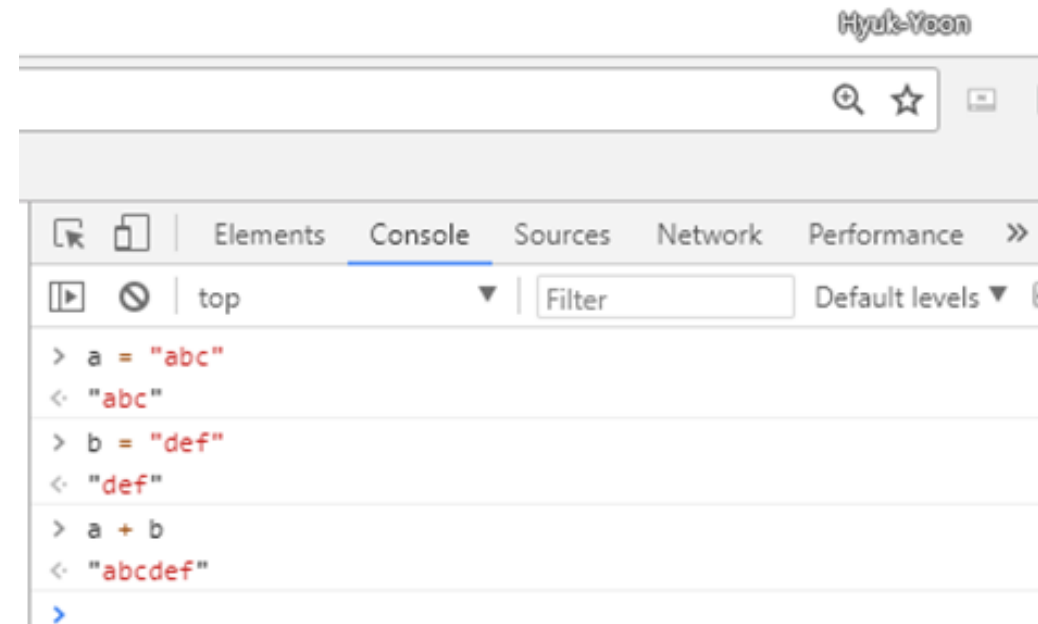 Hyuk-Yoon
Elements Console Sources Network Performance »
top ▼ Filter Default levels ▼
> a = "abc"
<· "abc"
> b = "def"
<· "def"
> a + b
<· "abcdef"
>